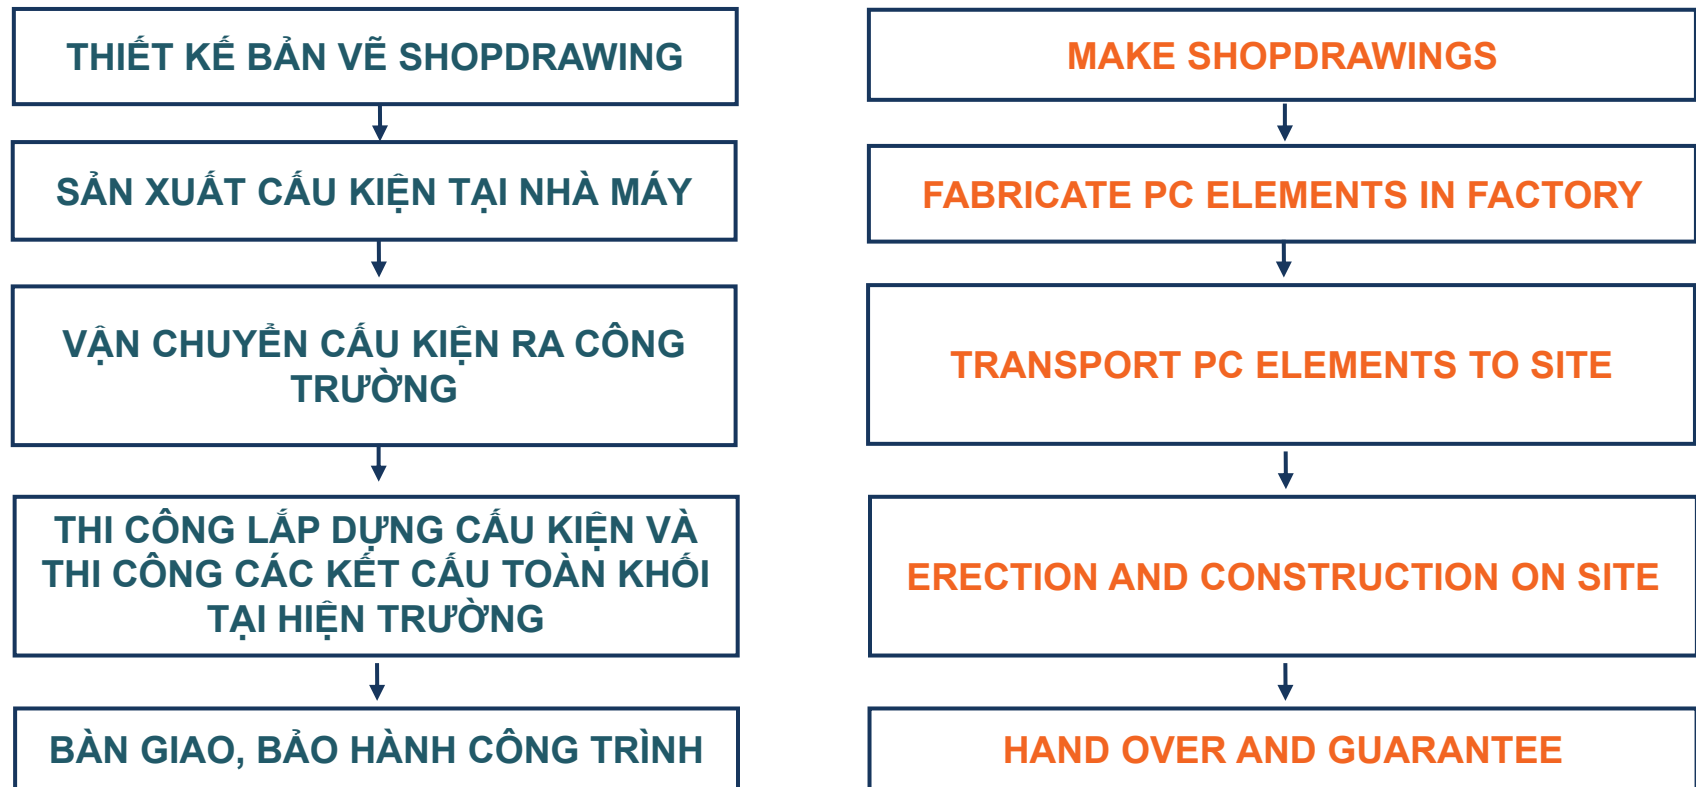 THIẾT KẾ BẢN VẼ SHOPDRAWING
SẢN XUẤT CẤU KIỆN TẠI NHÀ MÁY
VẬN CHUYỂN CẤU KIỆN RA CÔNG
TRƯỜNG
THI CÔNG LẮP DỰNG CẤU KIỆN VÀ
THI CÔNG CÁC KẾT CẤU TOÀN KHỐI
TẠI HIỆN TRƯỜNG
BÀN GIAO, BẢO HÀNH CÔNG TRÌNH
MAKE SHOPDRAWINGS
FABRICATE PC ELEMENTS IN FACTORY
TRANSPORT PC ELEMENTS TO SITE
ERECTION AND CONSTRUCTION ON SITE
HAND OVER AND GUARANTEE